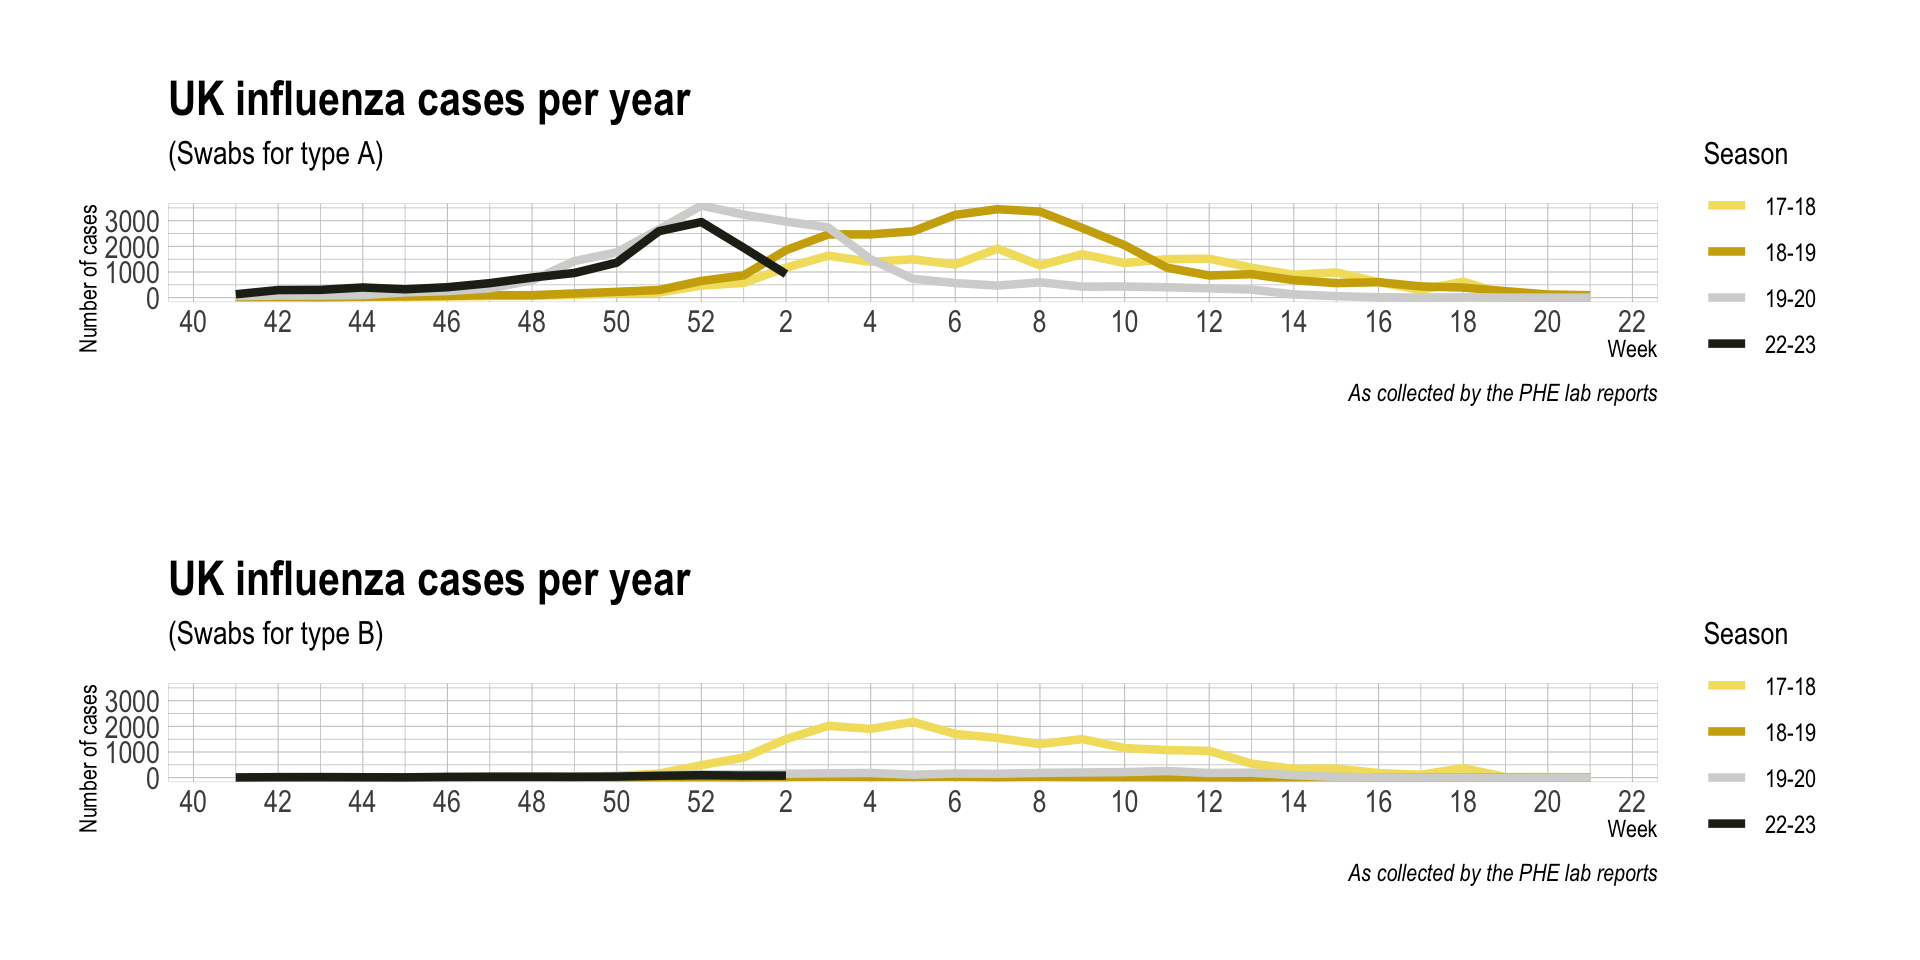 UK influenza cases per year
(Swabs for type A)
Number of cases
3000
2000
1000
0
40 42 44 46 48 50 52 2 4 6 8 10 12 14 16 18 20 22
Week
As collected by the PHE lab reports
Season
17-18
18-19
19-20
22-23
UK influenza cases per year
(Swabs for type B)
Number of cases
3000
2000
1000
0
40 42 44 46 48 50 52 2 4 6 8 10 12 14 16 18 20 22
Week
As collected by the PHE lab reports
Season
17-18
18-19
19-20
22-23